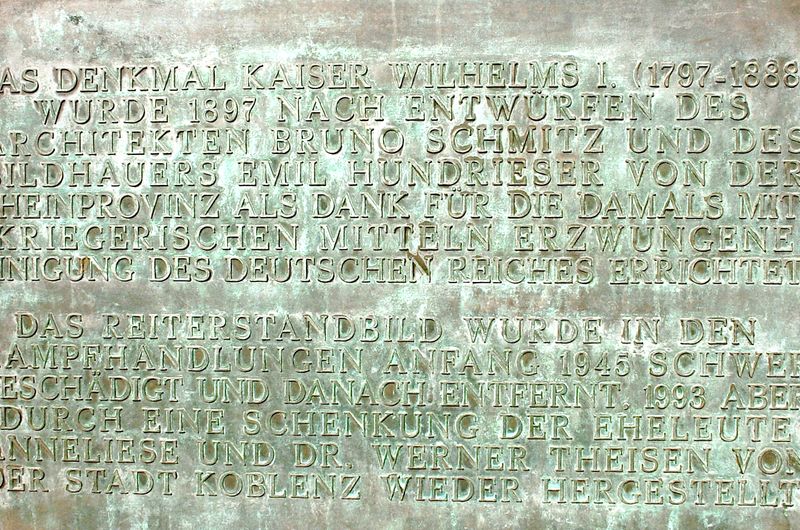 AS DENKMAL KAISER WILHELMS I. (1797-1888
WURDE 1897 NACH ENTWÜRFEN DES
ARCHITEKTEN BRUNO SCHMITZ UND DES
BILDHAUERS EMIL HUNDRIESER VON DER
HEINPROVINZ ALS DANK FÜR DIE DAMALS MIT
KRIEGERISCHEN MITTELN ERZWUNGENE
INIGUNG DES DEUTSCHEN REICHES ERRICHTET
DAS REITERSTANDBILD WURDE IN DEN
AMPFHANDLUNGEN ANFANG 1945 SCHWER
ESCHÄDIGT UND DANACH ENTFERNT, 1993 ABER
DURCH EINE SCHENKUNG DER EHELEUTE
ANNELIESE UND DR. WERNER THEISEN VON
DER STADT KOBLENZ WIEDER HERGESTELLT